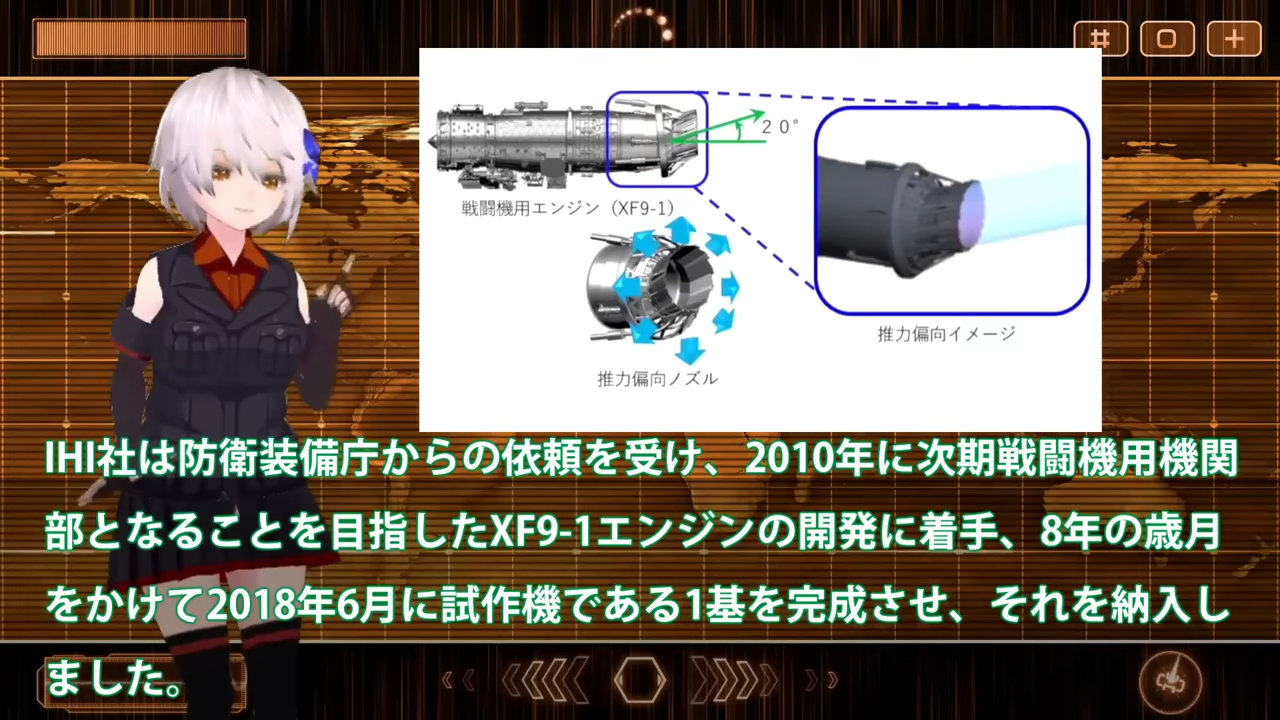 ２０°
戦闘機用エンジン（XF9-1）
推力偏向イメージ
推力偏向ノズル
IHI社は防衛装備庁からの依頼を受け、2010年に次期戦闘機用機関
部となることを目指したXF9-1エンジンの開発に着手、8年の歳月
をかけて2018年6月に試作機である1基を完成させ、それを納入し
ました。